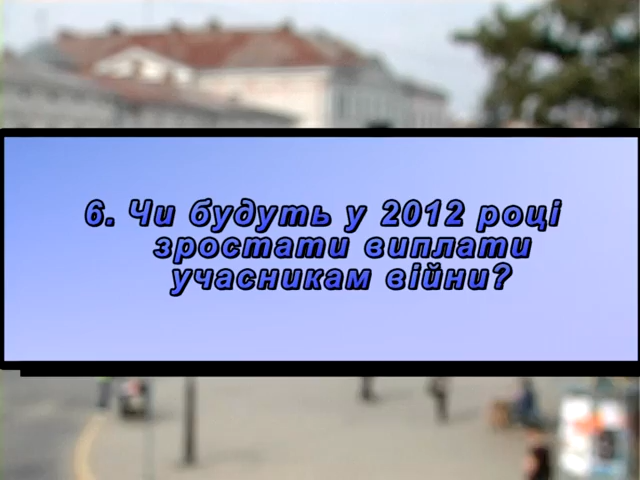 6. Чи будуть у 2012 році
зростати виплати
учасникам війни?